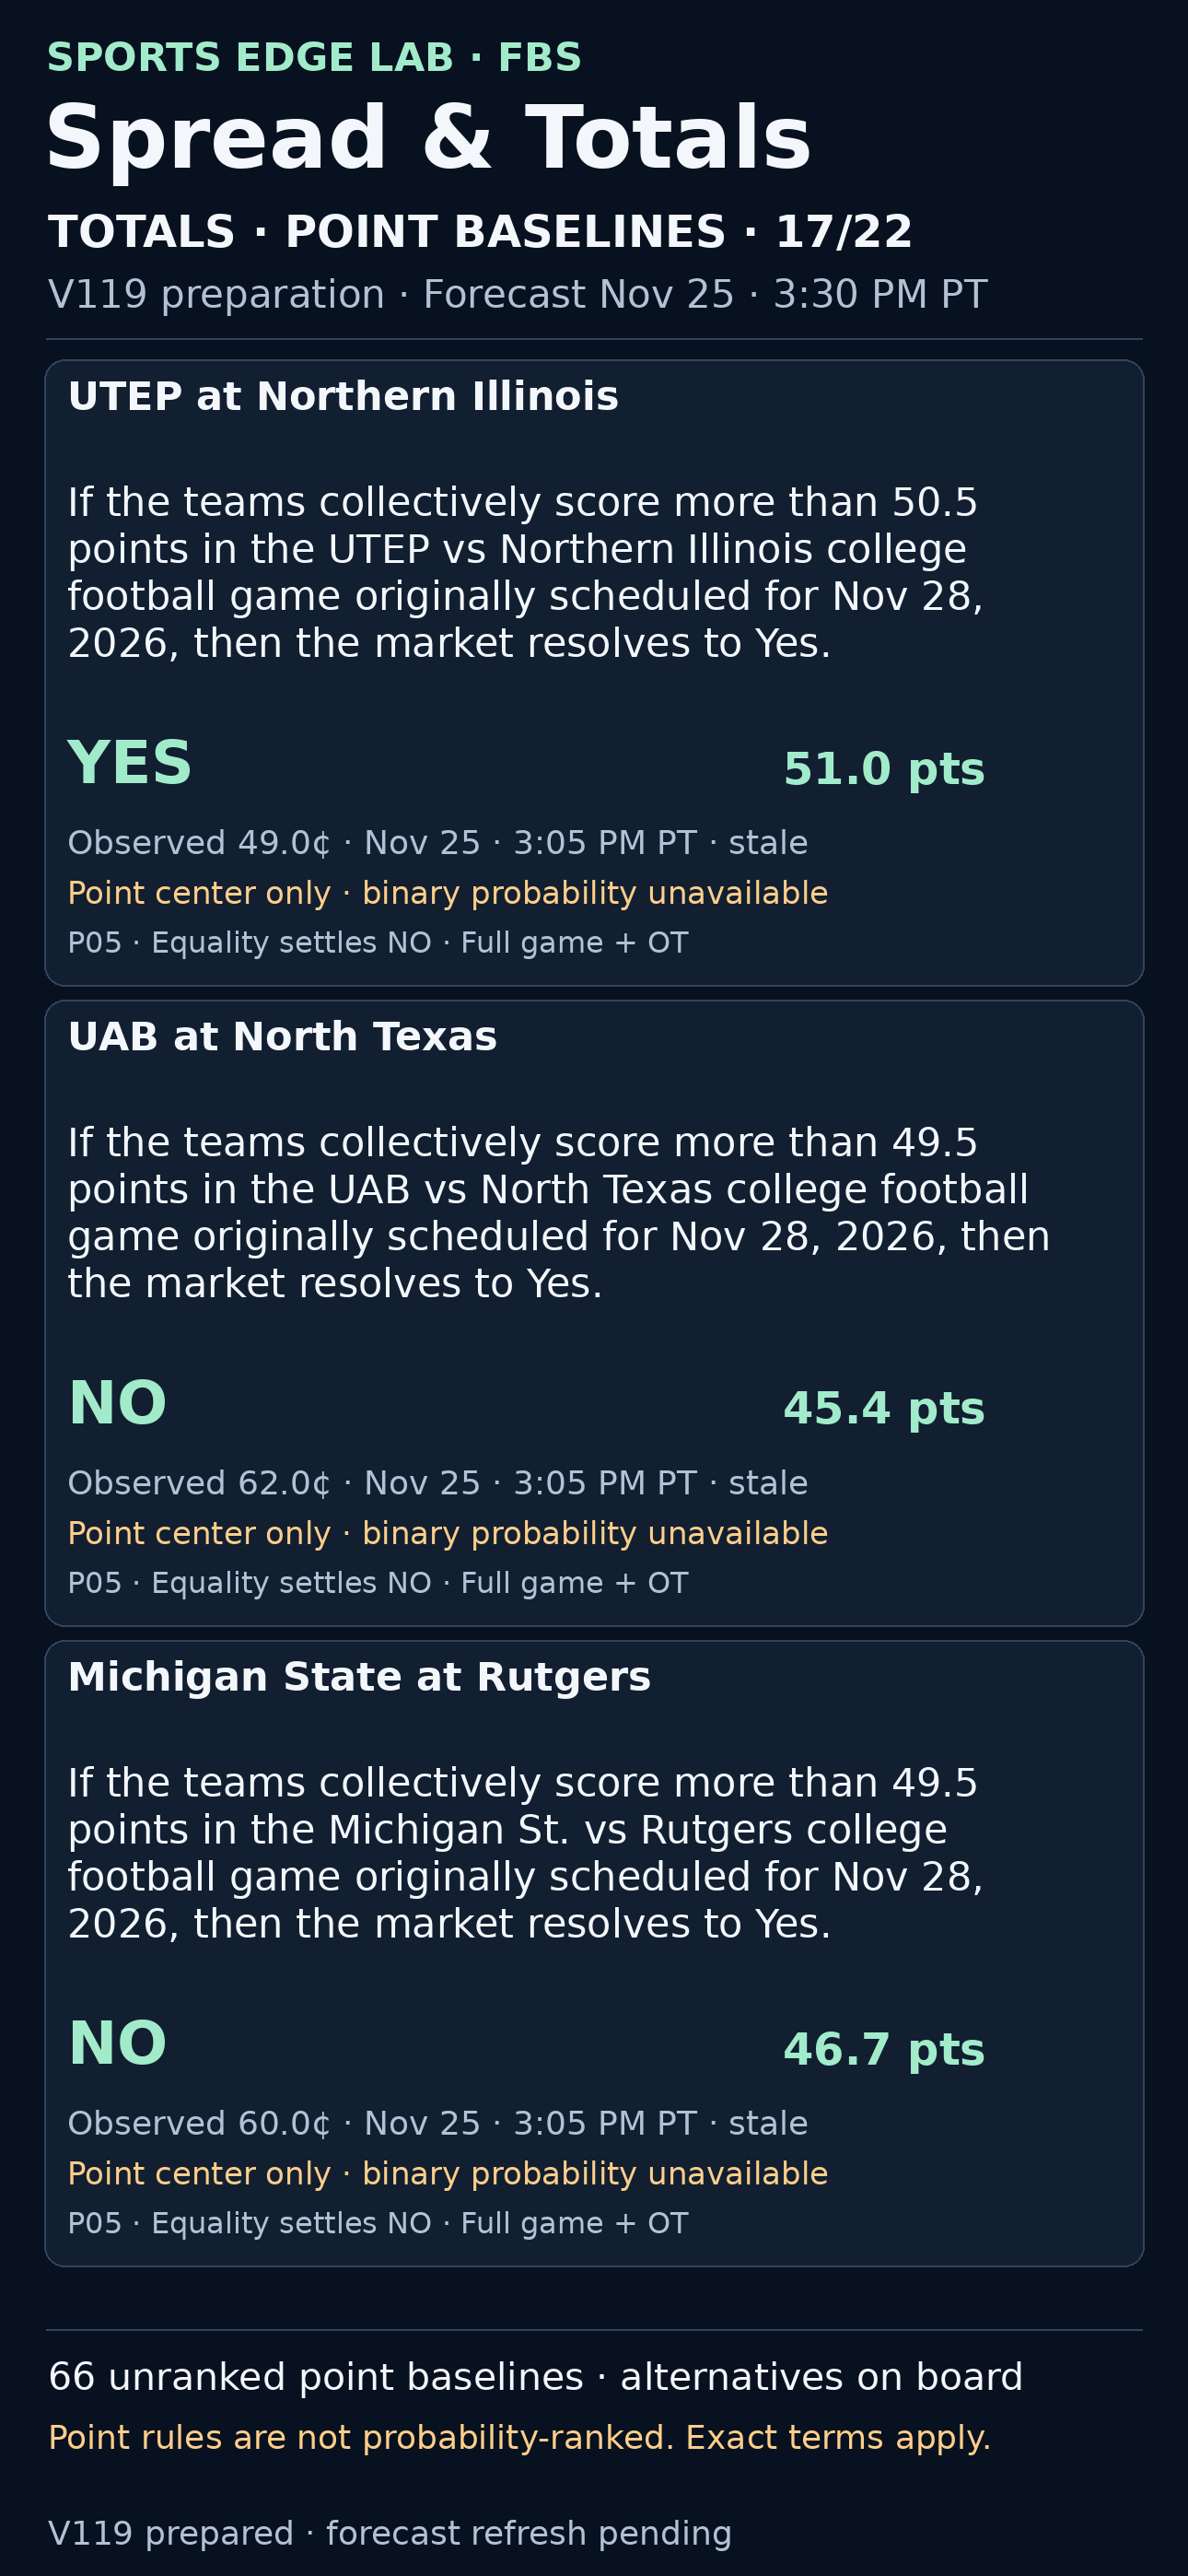 SPORTS EDGE LAB · FBS
Spread & Totals
TOTALS · POINT BASELINES · 17/22
V119 preparation · Forecast Nov 25 · 3:30 PM PT
UTEP at Northern Illinois
If the teams collectively score more than 50.5
points in the UTEP vs Northern Illinois college
football game originally scheduled for Nov 28,
2026, then the market resolves to Yes.
YES 51.0 pts
Observed 49.0¢ · Nov 25 · 3:05 PM PT · stale
Point center only · binary probability unavailable
P05 · Equality settles NO · Full game + OT
UAB at North Texas
If the teams collectively score more than 49.5
points in the UAB vs North Texas college football
game originally scheduled for Nov 28, 2026, then
the market resolves to Yes.
NO 45.4 pts
Observed 62.0¢ · Nov 25 · 3:05 PM PT · stale
Point center only · binary probability unavailable
P05 · Equality settles NO · Full game + OT
Michigan State at Rutgers
If the teams collectively score more than 49.5
points in the Michigan St. vs Rutgers college
football game originally scheduled for Nov 28,
2026, then the market resolves to Yes.
NO 46.7 pts
Observed 60.0¢ · Nov 25 · 3:05 PM PT · stale
Point center only · binary probability unavailable
P05 · Equality settles NO · Full game + OT
66 unranked point baselines · alternatives on board
Point rules are not probability-ranked. Exact terms apply.
V119 prepared · forecast refresh pending